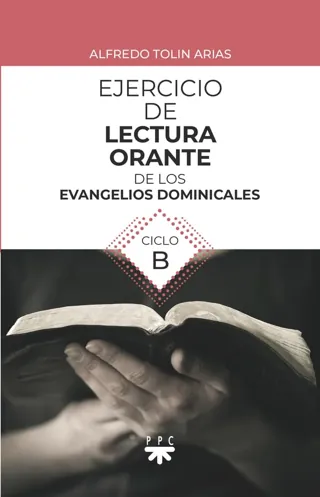 ALFREDO TOLIN ARIAS
EJERCICIO
DE
LECTURA
ORANTE
DE LOS
EVANGELIOS DOMINICALES
CICLO
B
PPC